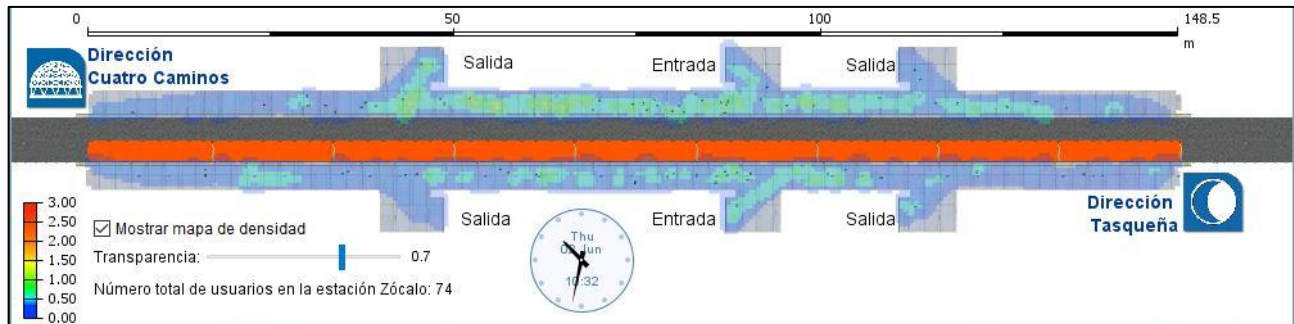 0 50 100 148.5
m
Dirección
Cuatro Caminos
Salida Entrada Salida
Salida Entrada Salida
Dirección
Tasqueña
3.00
2.50
2.00
1.50
1.00
0.50
0.00
Mostrar mapa de densidad
Transparencia: 0.7
Número total de usuarios en la estación Zócalo: 74
Thu
Jun
10:32